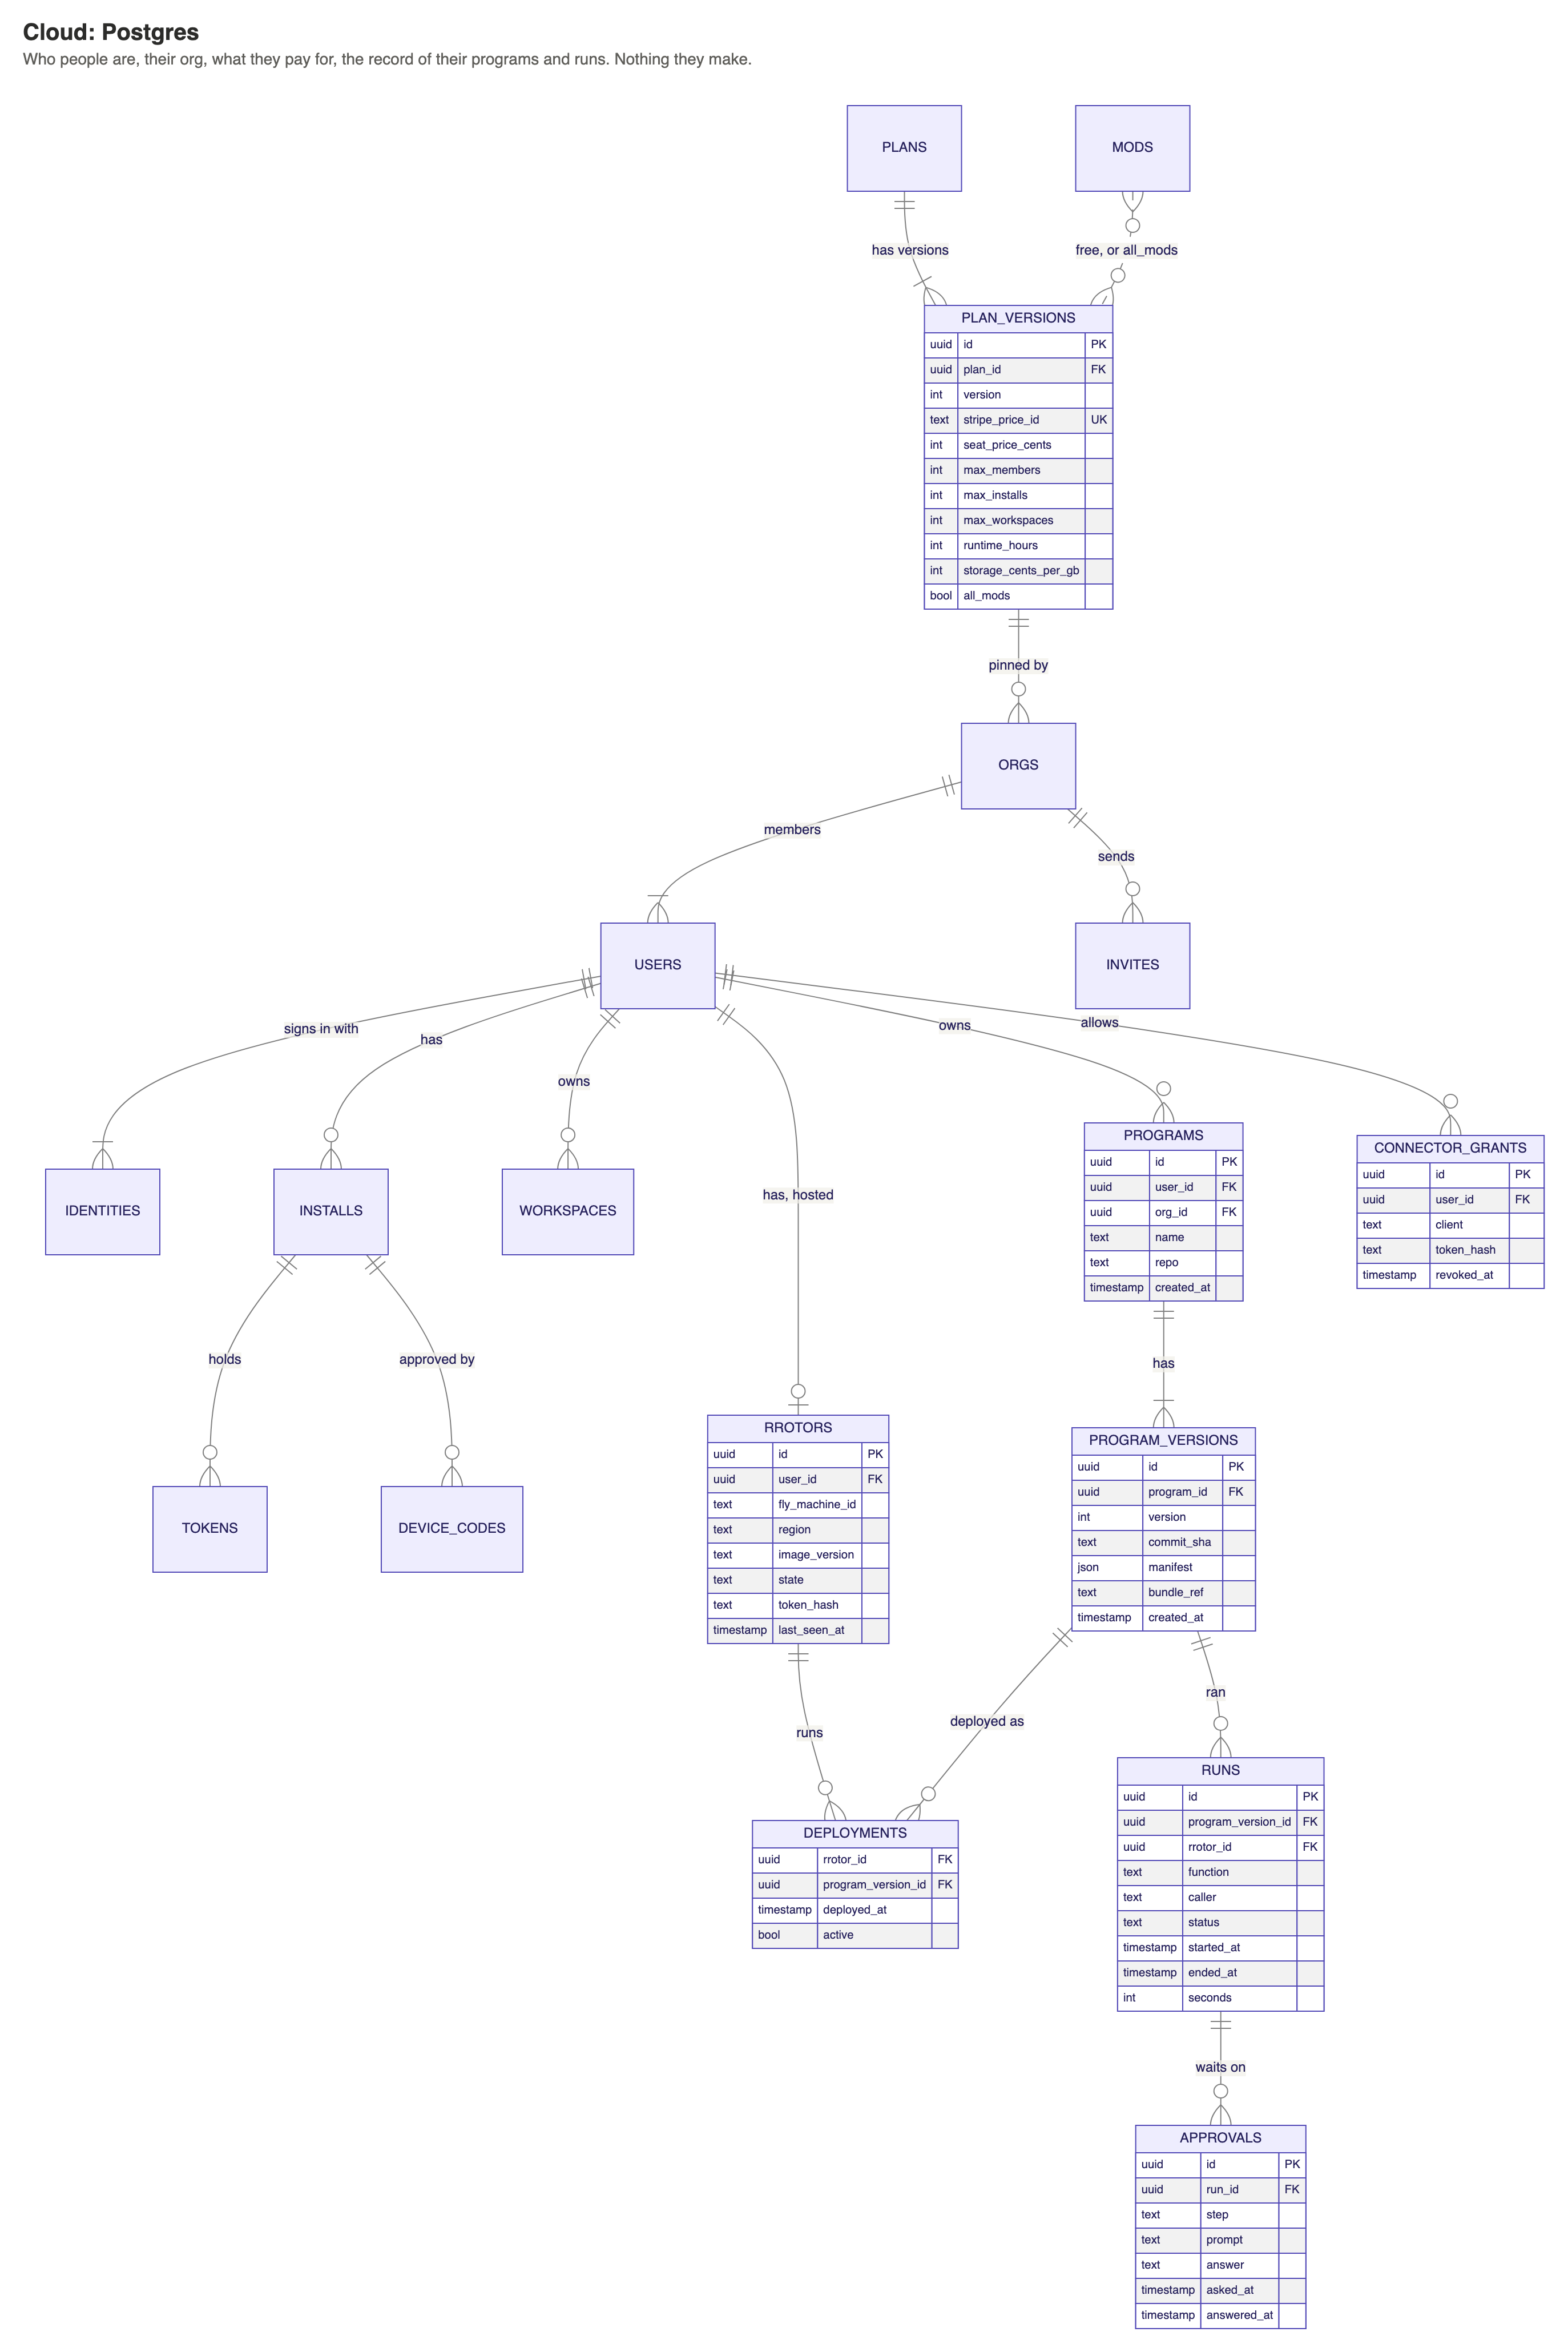 Cloud: Postgres
Who people are, their org, what they pay for, the record of their programs and runs. Nothing they make.
PLANS
MODS
has versions
free, or all_mods
PLAN_VERSIONS
uuid id PK
uuid plan_id FK
int version
text stripe_price_id UK
int seat_price_cents
int max_members
int max_installs
int max_workspaces
int runtime_hours
int storage_cents_per_gb
bool all_mods
pinned by
ORGS
members
sends
USERS
INVITES
signs in with
has
owns
has, hosted
owns
allows
IDENTITIES
INSTALLS
WORKSPACES
PROGRAMS
uuid id PK
uuid user_id FK
uuid org_id FK
text name
text repo
timestamp created_at
CONNECTOR_GRANTS
uuid id PK
uuid user_id FK
text client
text token_hash
timestamp revoked_at
holds
approved by
has
TOKENS
DEVICE_CODES
RROTORS
uuid id PK
uuid user_id FK
text fly_machine_id
text region
text image_version
text state
text token_hash
timestamp last_seen_at
PROGRAM_VERSIONS
uuid id PK
uuid program_id FK
int version
text commit_sha
json manifest
text bundle_ref
timestamp created_at
runs
deployed as
ran
DEPLOYMENTS
uuid rrotor_id FK
uuid program_version_id FK
timestamp deployed_at
bool active
RUNS
uuid id PK
uuid program_version_id FK
uuid rrotor_id FK
text function
text caller
text status
timestamp started_at
timestamp ended_at
int seconds
waits on
APPROVALS
uuid id PK
uuid run_id FK
text step
text prompt
text answer
timestamp asked_at
timestamp answered_at